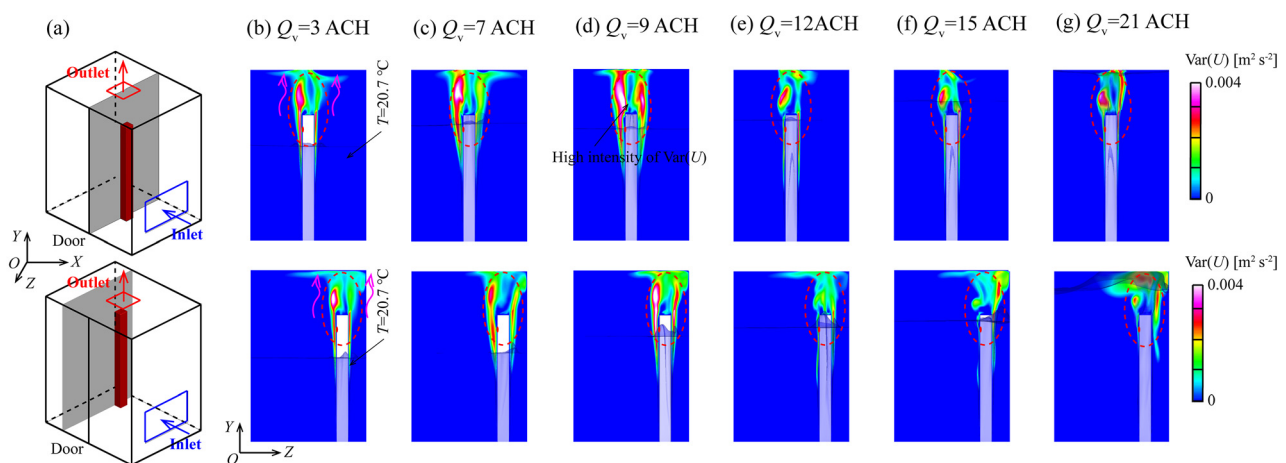 (a)
(b) Qv=3 ACH
(c) Qv=7 ACH
(d) Qv=9 ACH
(e) Qv=12ACH
(f) Qv=15 ACH
(g) Qv=21 ACH
Outlet
Inlet
Door
Y
O
X
Z
T=20.7 °C
High intensity of Var(U)
Var(U) [m² s⁻²]
0.004
0
Outlet
Inlet
Door
Y
O
Z
T=20.7 °C
Var(U) [m² s⁻²]
0.004
0